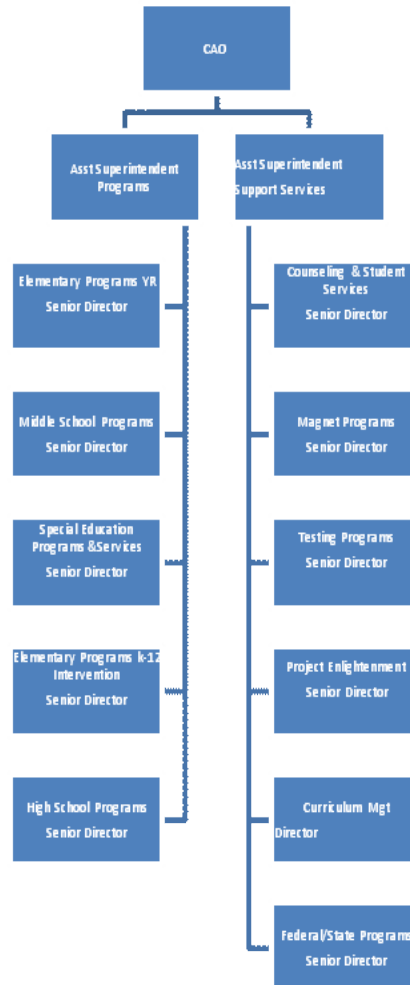 CAO
Asst Superintendent
Programs
Asst Superintendent
Support Services
Elementary Programs YR
Senior Director
Counseling & Student
Services
Senior Director
Middle School Programs
Senior Director
Magnet Programs
Senior Director
Special Education
Programs &Services
Senior Director
Testing Programs
Senior Director
Elementary Programs k-12
Intervention
Senior Director
Project Enlightenment
Senior Director
High School Programs
Senior Director
Curriculum Mgt
Director
Federal/State Programs
Senior Director